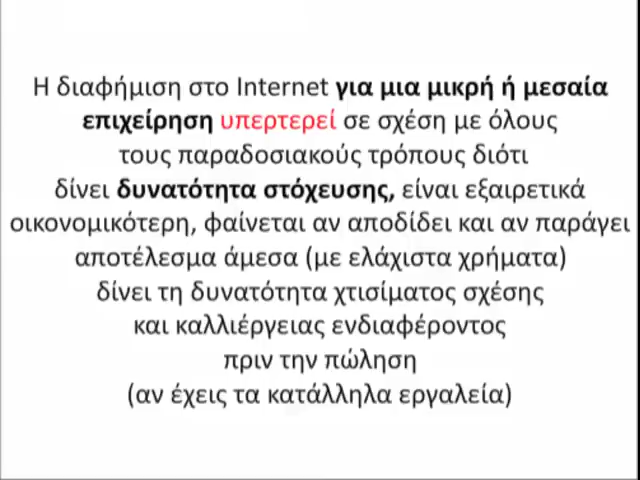 Η διαφήμιση στο Internet για μια μικρή ή μεσαία
επιχείρηση υπερτερεί σε σχέση με όλους
τους παραδοσιακούς τρόπους διότι
δίνει δυνατότητα στόχευσης, είναι εξαιρετικά
οικονομικότερη, φαίνεται αν αποδίδει και αν παράγει
αποτέλεσμα άμεσα (με ελάχιστα χρήματα)
δίνει τη δυνατότητα χτισίματος σχέσης
και καλλιέργειας ενδιαφέροντος
πριν την πώληση
(αν έχεις τα κατάλληλα εργαλεία)